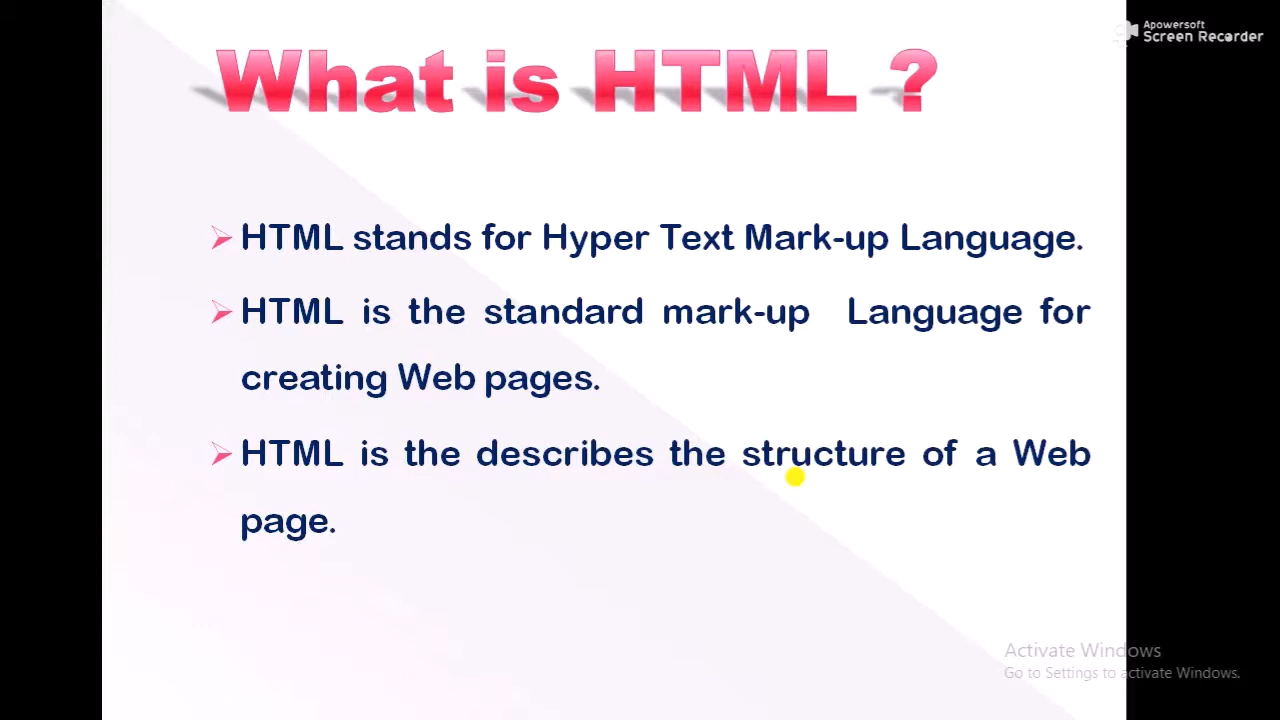 Apowersoft
Screen Recorder
What is HTML ?
HTML stands for Hyper Text Mark-up Language.
HTML is the standard mark-up Language for
creating Web pages.
HTML is the describes the structure of a Web
page.
Activate Windows
Go to Settings to activate Windows.